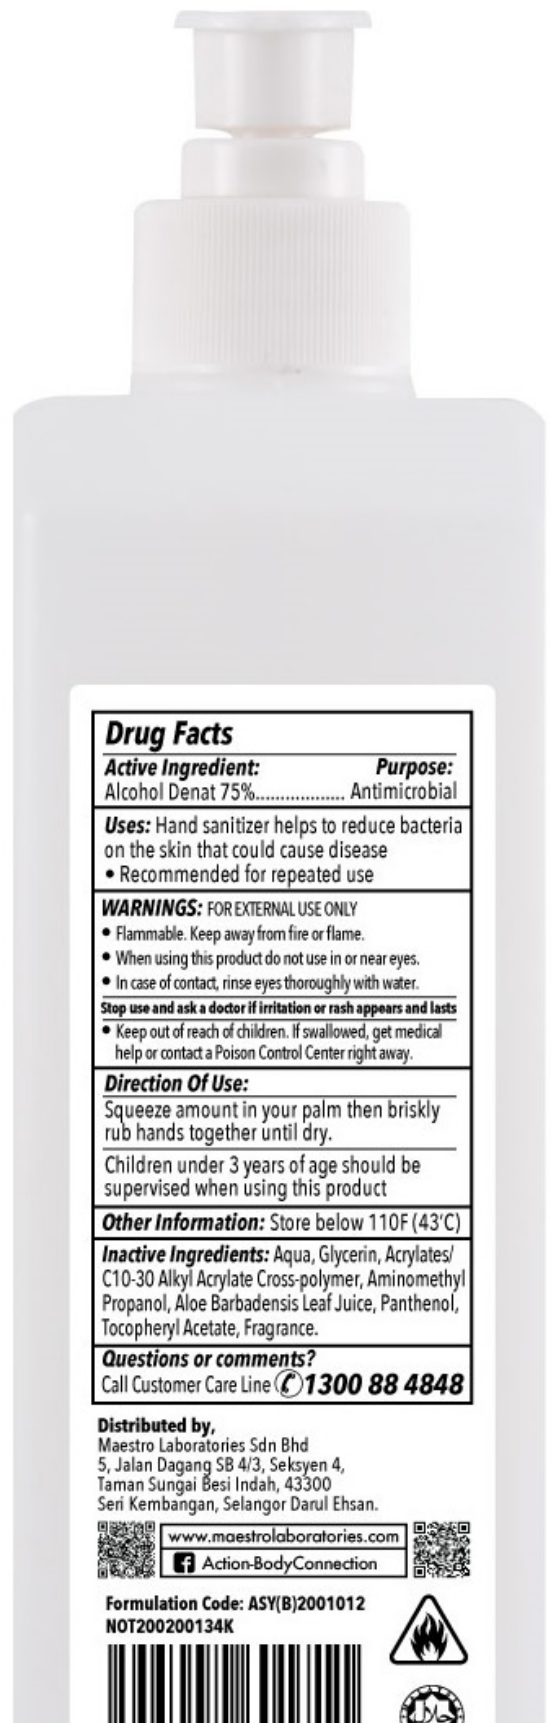 Drug Facts
Active Ingredient: Purpose:
Alcohol Denat 75%.................. Antimicrobial
Uses: Hand sanitizer helps to reduce bacteria
on the skin that could cause disease
• Recommended for repeated use
WARNINGS: FOR EXTERNAL USE ONLY
• Flammable. Keep away from fire or flame.
• When using this product do not use in or near eyes.
• In case of contact, rinse eyes thoroughly with water.
Stop use and ask a doctor if irritation or rash appears and lasts
• Keep out of reach of children. If swallowed, get medical
help or contact a Poison Control Center right away.
Direction Of Use:
Squeeze amount in your palm then briskly
rub hands together until dry.
Children under 3 years of age should be
supervised when using this product
Other Information: Store below 110F (43'C)
Inactive Ingredients: Aqua, Glycerin, Acrylates/
C10-30 Alkyl Acrylate Cross-polymer, Aminomethyl
Propanol, Aloe Barbadensis Leaf Juice, Panthenol,
Tocopheryl Acetate, Fragrance.
Questions or comments?
Call Customer Care Line 1300 88 4848
Distributed by,
Maestro Laboratories Sdn Bhd
5, Jalan Dagang SB 4/3, Seksyen 4,
Taman Sungai Besi Indah, 43300
Seri Kembangan, Selangor Darul Ehsan.
www.maestrolaboratories.com
f Action-BodyConnection
Formulation Code: ASY(B)2001012
NOT200200134K
حلال